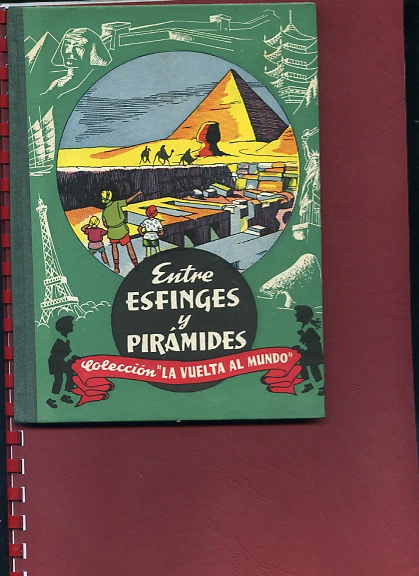 Entre
ESFINGES
y
PIRÁMIDES
Colección "LA VUELTA AL MUNDO"